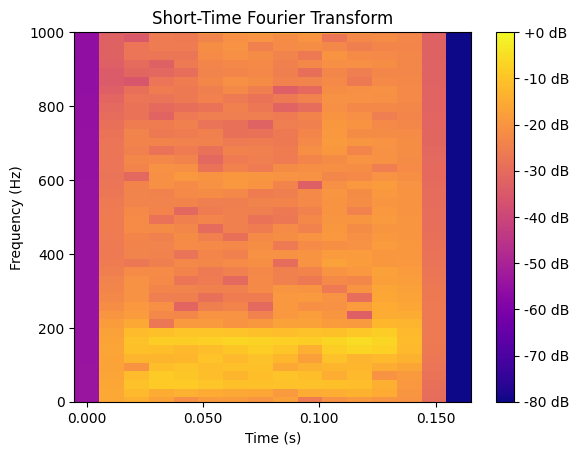 Short-Time Fourier Transform
Frequency (Hz)
1000
800
600
400
200
0
0.000
0.050
0.100
0.150
Time (s)
+0 dB
-10 dB
-20 dB
-30 dB
-40 dB
-50 dB
-60 dB
-70 dB
-80 dB